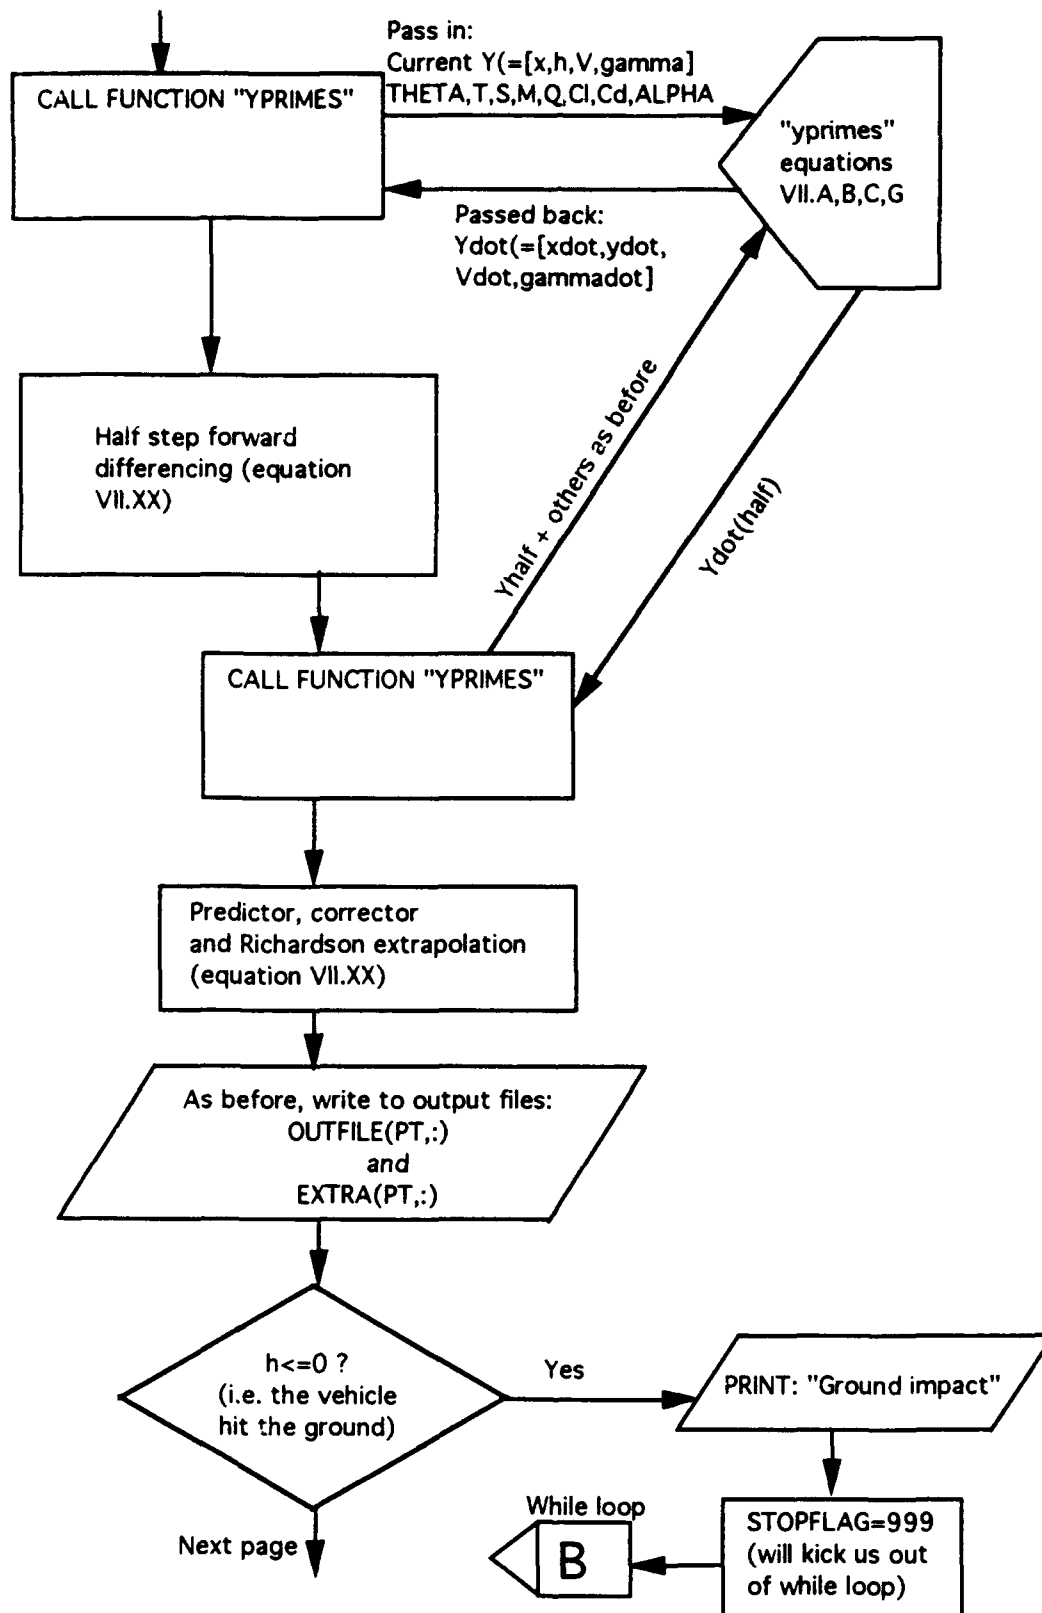 Pass in:
Current Y(=[x,h,V,gamma]
THETA,T,S,M,Q,Cl,Cd,ALPHA
CALL FUNCTION "YPRIMES"
"yprimes"
equations
VII.A,B,C,G
Passed back:
Ydot(=[xdot,ydot,
Vdot,gammadot]
Half step forward
differencing (equation
VII.XX)
Yhalf + others as before
Ydot(half)
CALL FUNCTION "YPRIMES"
Predictor, corrector
and Richardson extrapolation
(equation VII.XX)
As before, write to output files:
OUTFILE(PT,:)
and
EXTRA(PT,:)
h<=0 ?
(i.e. the vehicle
hit the ground)
Yes
PRINT: "Ground impact"
Next page
While loop
B
STOPFLAG=999
(will kick us out
of while loop)